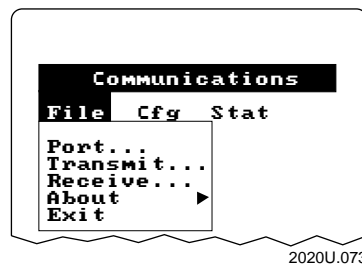 Communications
File Cfg Stat
Port...
Transmit...
Receive...
About ▶
Exit
2020U.073